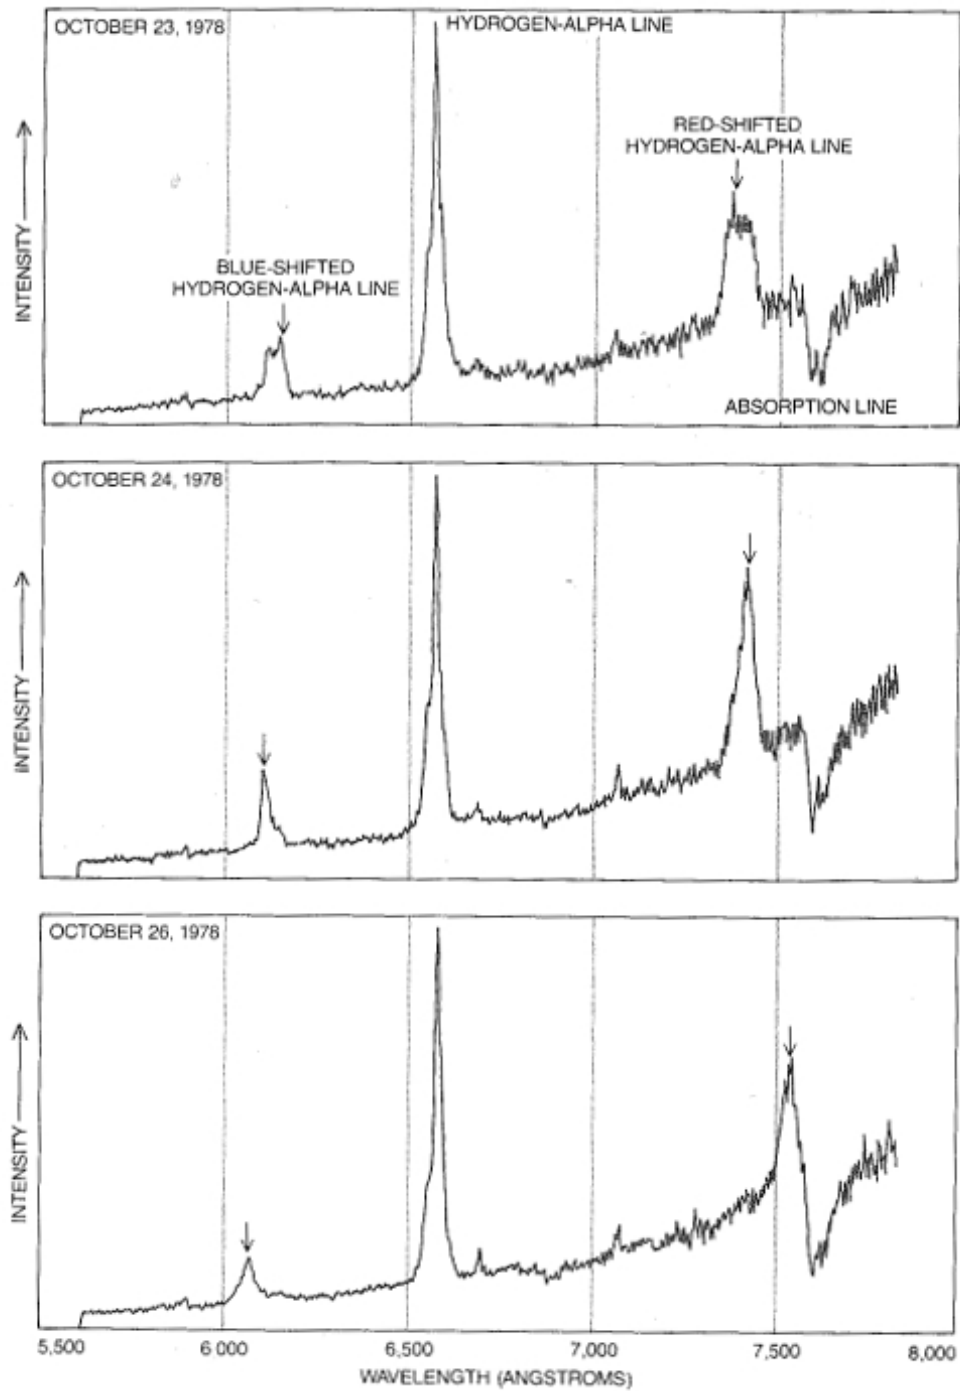 OCTOBER 23, 1978
HYDROGEN-ALPHA LINE
RED-SHIFTED
HYDROGEN-ALPHA LINE
BLUE-SHIFTED
HYDROGEN-ALPHA LINE
INTENSITY
ABSORPTION LINE
OCTOBER 24, 1978
INTENSITY
OCTOBER 26, 1978
INTENSITY
5,500 6,000 6,500 7,000 7,500 8,000
WAVELENGTH (ANGSTROMS)